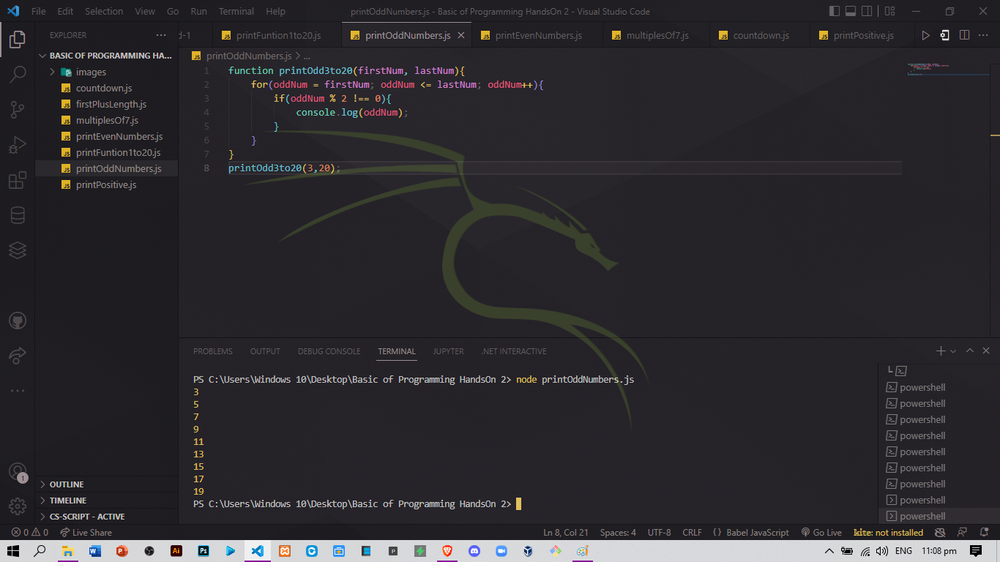 File Edit Selection View Go Run Terminal Help printOddNumbers.js - Basic of Programming HandsOn 2 - Visual Studio Code
EXPLORER
d-1 printFuntion1to20.js printOddNumbers.js printEvenNumbers.js multiplesOf7.js countdown.js printPositive.js
BASIC OF PROGRAMMING HA...
images
countdown.js
firstPlusLength.js
multiplesOf7.js
printEvenNumbers.js
printFuntion1to20.js
printOddNumbers.js
printPositive.js
OUTLINE
TIMELINE
CS-SCRIPT - ACTIVE
printOddNumbers.js > ...
1 function printOdd3to20(firstNum, lastNum){
2 for(oddNum = firstNum; oddNum <= lastNum; oddNum++){
3 if(oddNum % 2 !== 0){
4 console.log(oddNum);
5 }
6 }
7 }
8 printOdd3to20(3,20);
PROBLEMS OUTPUT DEBUG CONSOLE TERMINAL JUPYTER .NET INTERACTIVE
PS C:\Users\Windows 10\Desktop\Basic of Programming HandsOn 2> node printOddNumbers.js
3
5
7
9
11
13
15
17
19
PS C:\Users\Windows 10\Desktop\Basic of Programming HandsOn 2>
powershell
powershell
powershell
powershell
powershell
powershell
powershell
powershell
powershell
1
0 0 Live Share Ln 8, Col 21 Spaces: 4 UTF-8 CRLF { } Babel JavaScript Go Live kite: not installed
ENG 11:08 pm